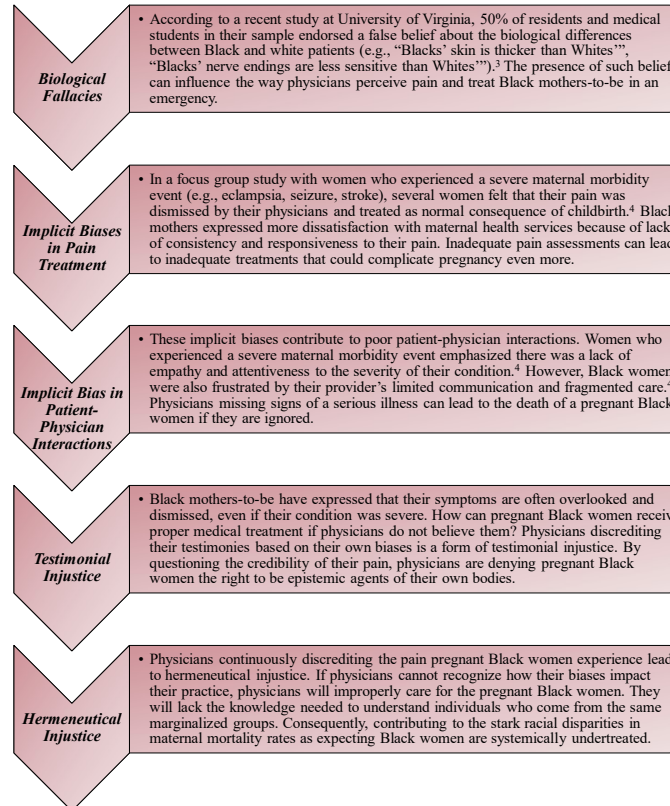 Biological
Fallacies
• According to a recent study at University of Virginia, 50% of residents and medical
students in their sample endorsed a false belief about the biological differences
between Black and white patients (e.g., “Blacks’ skin is thicker than Whites’”,
“Blacks’ nerve endings are less sensitive than Whites’”).³ The presence of such belief
can influence the way physicians perceive pain and treat Black mothers-to-be in an
emergency.
Implicit Biases
in Pain
Treatment
• In a focus group study with women who experienced a severe maternal morbidity
event (e.g., eclampsia, seizure, stroke), several women felt that their pain was
dismissed by their physicians and treated as normal consequence of childbirth.⁴ Black
mothers expressed more dissatisfaction with maternal health services because of lack
of consistency and responsiveness to their pain. Inadequate pain assessments can lead
to inadequate treatments that could complicate pregnancy even more.
Implicit Bias in
Patient-
Physician
Interactions
• These implicit biases contribute to poor patient-physician interactions. Women who
experienced a severe maternal morbidity event emphasized there was a lack of
empathy and attentiveness to the severity of their condition.⁴ However, Black women
were also frustrated by their provider’s limited communication and fragmented care.⁴
Physicians missing signs of a serious illness can lead to the death of a pregnant Black
women if they are ignored.
Testimonial
Injustice
• Black mothers-to-be have expressed that their symptoms are often overlooked and
dismissed, even if their condition was severe. How can pregnant Black women receiv
proper medical treatment if physicians do not believe them? Physicians discrediting
their testimonies based on their own biases is a form of testimonial injustice. By
questioning the credibility of their pain, physicians are denying pregnant Black
women the right to be epistemic agents of their own bodies.
Hermeneutical
Injustice
• Physicians continuously discrediting the pain pregnant Black women experience lead
to hermeneutical injustice. If physicians cannot recognize how their biases impact
their practice, physicians will improperly care for the pregnant Black women. They
will lack the knowledge needed to understand individuals who come from the same
marginalized groups. Consequently, contributing to the stark racial disparities in
maternal mortality rates as expecting Black women are systemically undertreated.